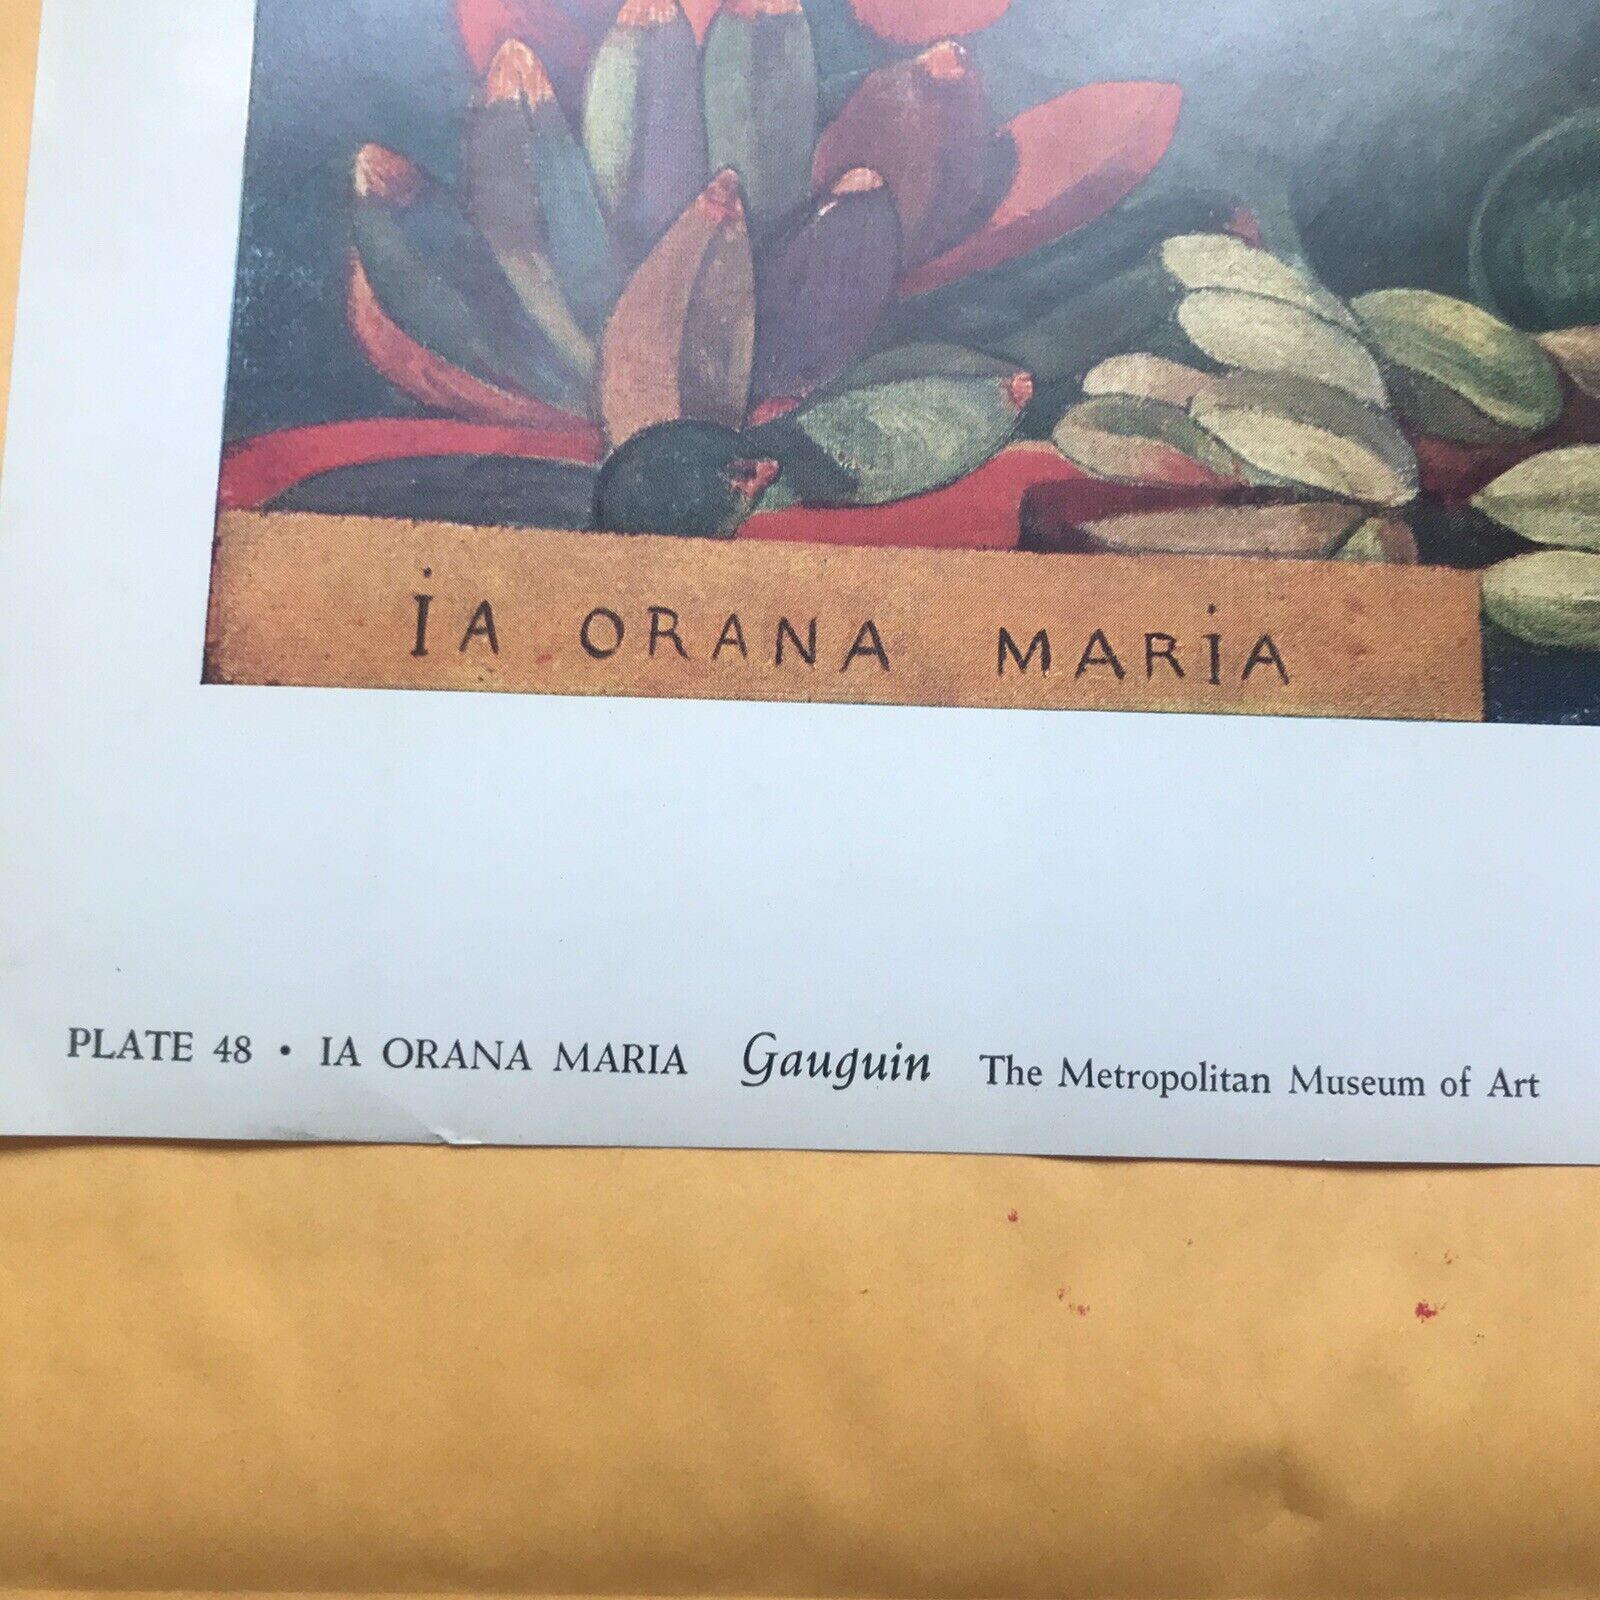 iA ORANA MARiA
PLATE 48 • IA ORANA MARIA Gauguin The Metropolitan Museum of Art